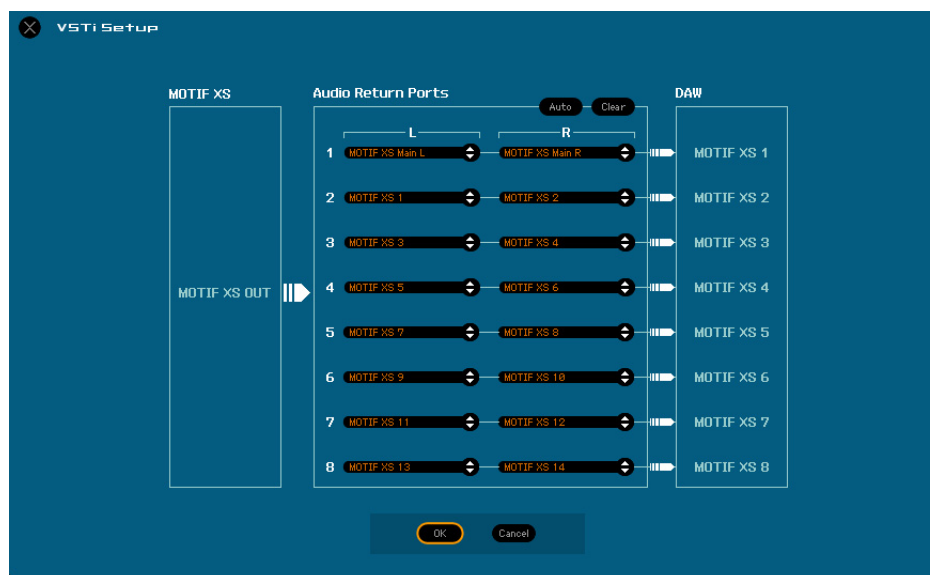 VSTi Setup
MOTIF XS Audio Return Ports DAW
Auto Clear
L R
1 MOTIF XS Main L MOTIF XS Main R MOTIF XS 1
2 MOTIF XS 1 MOTIF XS 2 MOTIF XS 2
3 MOTIF XS 3 MOTIF XS 4 MOTIF XS 3
MOTIF XS OUT 4 MOTIF XS 5 MOTIF XS 6 MOTIF XS 4
5 MOTIF XS 7 MOTIF XS 8 MOTIF XS 5
6 MOTIF XS 9 MOTIF XS 10 MOTIF XS 6
7 MOTIF XS 11 MOTIF XS 12 MOTIF XS 7
8 MOTIF XS 13 MOTIF XS 14 MOTIF XS 8
OK Cancel